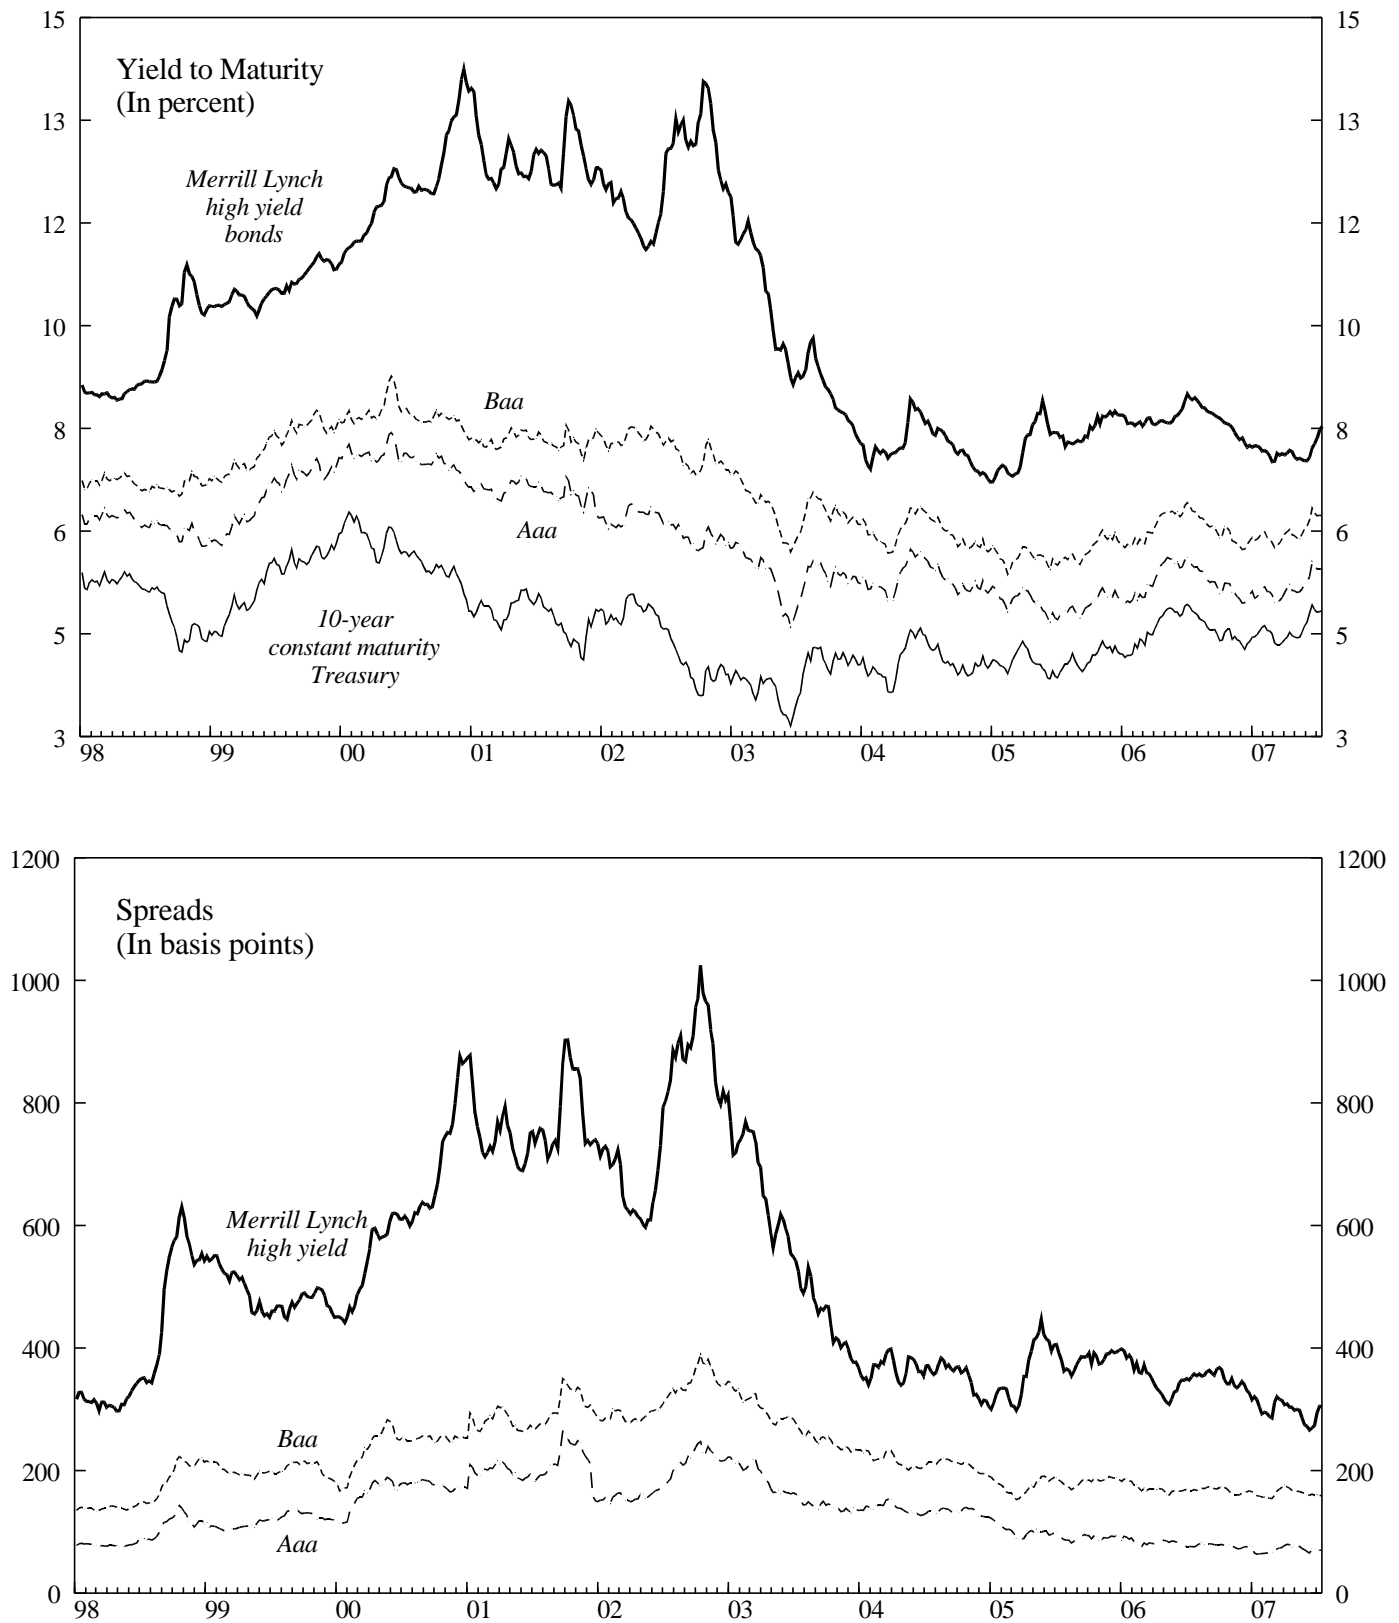 15
15
Yield to Maturity
(In percent)
13
13
Merrill Lynch
high yield
bonds
12
12
10
10
Baa
8
8
Aaa
6
6
10-year
constant maturity
Treasury
5
5
3
3
98 99 00 01 02 03 04 05 06 07
1200
1200
Spreads
(In basis points)
1000
1000
800
800
Merrill Lynch
high yield
600
600
400
400
Baa
200
200
Aaa
0
0
98 99 00 01 02 03 04 05 06 07